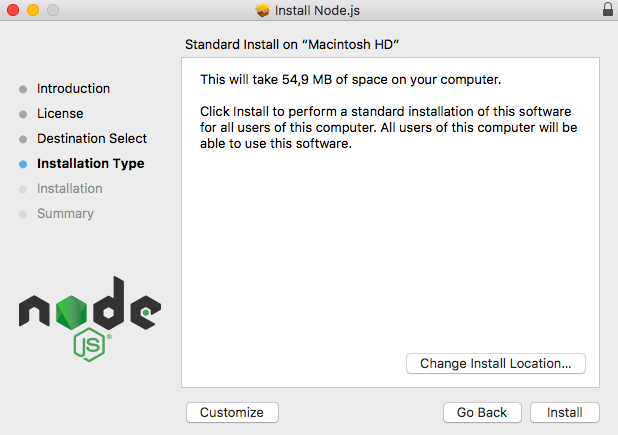 Install Node.js
Standard Install on “Macintosh HD”
Introduction
License
Destination Select
Installation Type
Installation
Summary
This will take 54,9 MB of space on your computer.
Click Install to perform a standard installation of this software
for all users of this computer. All users of this computer will be
able to use this software.
node
JS®
Change Install Location...
Customize
Go Back
Install